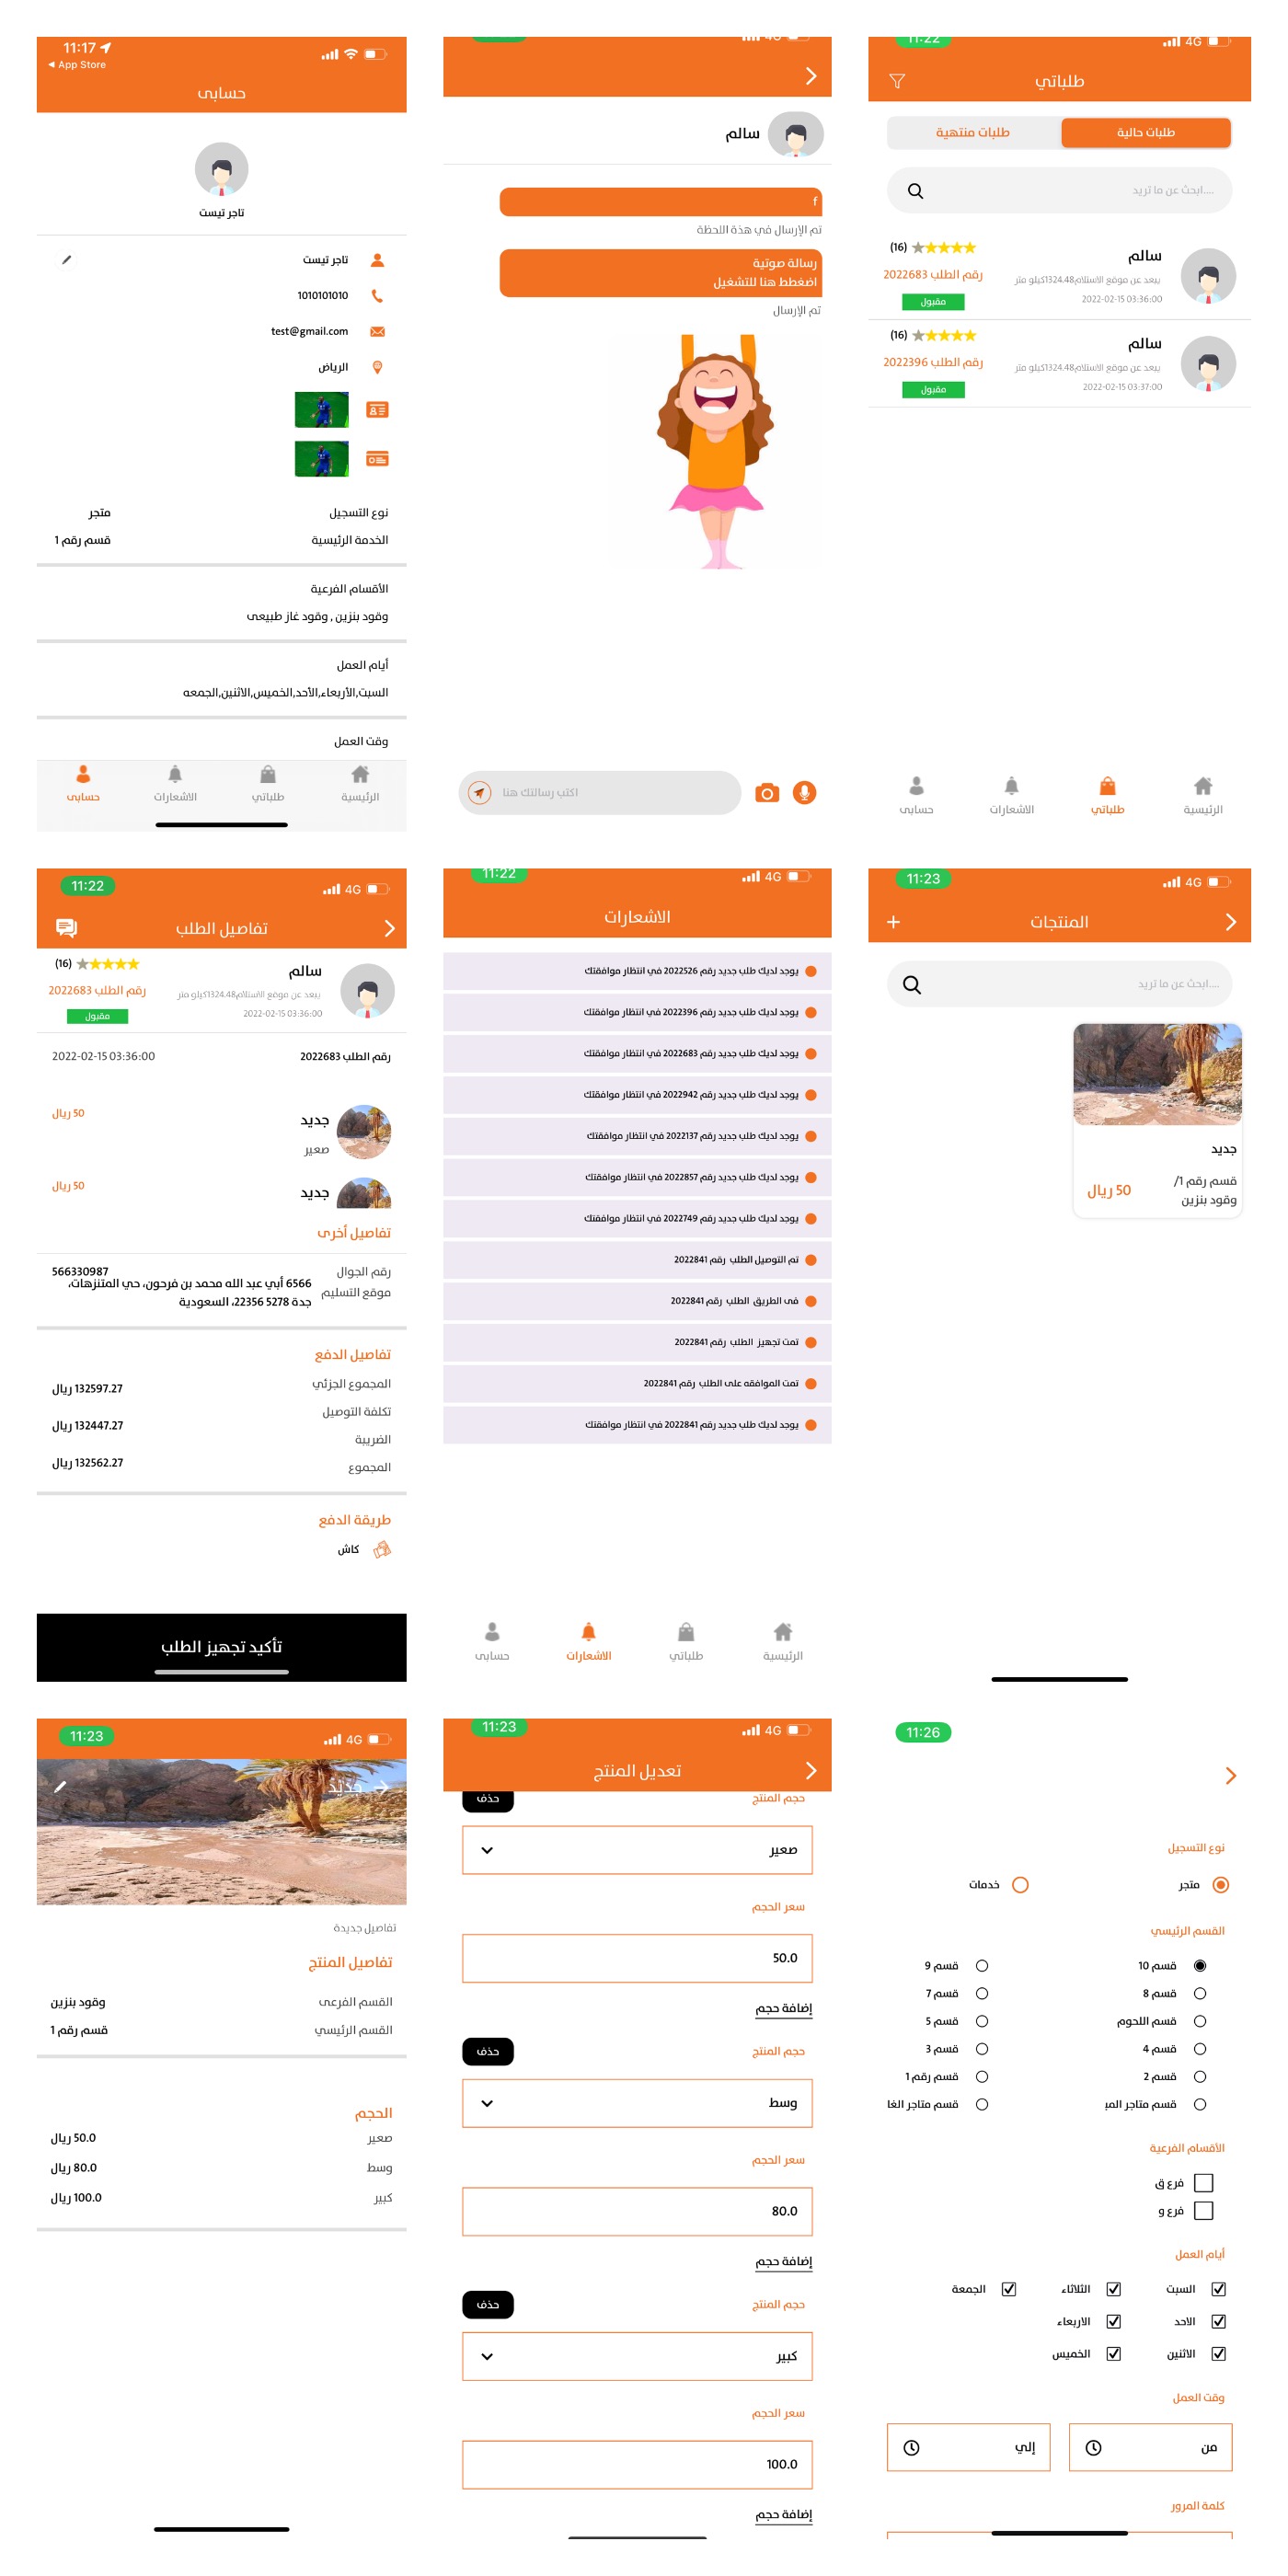 11:17
◀ App Store
حسابى
تاجر تيست
تاجر تيست
1010101010
test@gmail.com
الرياض
نوع التسجيل
متجر
الخدمة الرئيسية
قسم رقم 1
الأقسام الفرعية
وقود بنزين , وقود غاز طبيعى
أيام العمل
السبت,الأربعاء,الأحد,الخميس,الاثنين,الجمعه
وقت العمل
الرئيسية
طلباتي
الاشعارات
حسابى
سالم
f
تم الإرسال في هذة اللحظة
رسالة صوتية
اضغطط هنا للتشغيل
تم الإرسال
اكتب رسالتك هنا
11:22
4G
طلباتي
طلبات حالية
طلبات منتهية
ابحث عن ما تريد....
سالم
(16)
يبعد عن موقع الاستلام1324.48كيلو متر
رقم الطلب 2022683
2022-02-15 03:36:00
مقبول
سالم
(16)
يبعد عن موقع الاستلام1324.48كيلو متر
رقم الطلب 2022396
2022-02-15 03:37:00
مقبول
الرئيسية
طلباتي
الاشعارات
حسابى
11:22
4G
تفاصيل الطلب
سالم
(16)
يبعد عن موقع الاستلام1324.48كيلو متر
رقم الطلب 2022683
2022-02-15 03:36:00
مقبول
رقم الطلب 2022683
2022-02-15 03:36:00
جديد
50 ريال
صعير
جديد
50 ريال
تفاصيل أخرى
رقم الجوال
566330987
موقع التسليم
6566 أبي عبد الله محمد بن فرحون، حي المتنزهات،
جدة 5278 22356، السعودية
تفاصيل الدفع
المجموع الجزئي
132597.27 ريال
تكلفة التوصيل
132447.27 ريال
الضريبة
132562.27 ريال
المجموع
طريقة الدفع
كاش
تأكيد تجهيز الطلب
11:22
4G
الاشعارات
يوجد لديك طلب جديد رقم 2022526 في انتظار موافقتك
يوجد لديك طلب جديد رقم 2022396 في انتظار موافقتك
يوجد لديك طلب جديد رقم 2022683 في انتظار موافقتك
يوجد لديك طلب جديد رقم 2022942 في انتظار موافقتك
يوجد لديك طلب جديد رقم 2022137 في انتظار موافقتك
يوجد لديك طلب جديد رقم 2022857 في انتظار موافقتك
يوجد لديك طلب جديد رقم 2022749 في انتظار موافقتك
تم التوصيل الطلب رقم 2022841
فى الطريق الطلب رقم 2022841
تمت تجهيز الطلب رقم 2022841
تمت الموافقه على الطلب رقم 2022841
يوجد لديك طلب جديد رقم 2022841 في انتظار موافقتك
الرئيسية
طلباتي
الاشعارات
حسابى
11:23
4G
المنتجات
ابحث عن ما تريد....
جديد
قسم رقم 1/
وقود بنزين
50 ريال
11:23
4G
جديد
تفاصيل جديدة
تفاصيل المنتج
القسم الفرعى
وقود بنزين
القسم الرئيسي
قسم رقم 1
الحجم
صعير
50.0 ريال
وسط
80.0 ريال
كبير
100.0 ريال
11:23
4G
تعديل المنتج
حجم المنتج
حذف
صعير
سعر الحجم
50.0
إضافة حجم
حجم المنتج
حذف
وسط
سعر الحجم
80.0
إضافة حجم
حجم المنتج
حذف
كبير
سعر الحجم
100.0
إضافة حجم
11:26
نوع التسجيل
متجر
خدمات
القسم الرئيسي
قسم 10
قسم 9
قسم 8
قسم 7
قسم اللحوم
قسم 5
قسم 4
قسم 3
قسم 2
قسم رقم 1
قسم متاجر الميـ
قسم متاجر الغا
الأقسام الفرعية
فرع ق
فرع و
أيام العمل
السبت
الثلاثاء
الجمعة
الاحد
الاربعاء
الاثنين
الخميس
وقت العمل
من
إلي
كلمة المرور